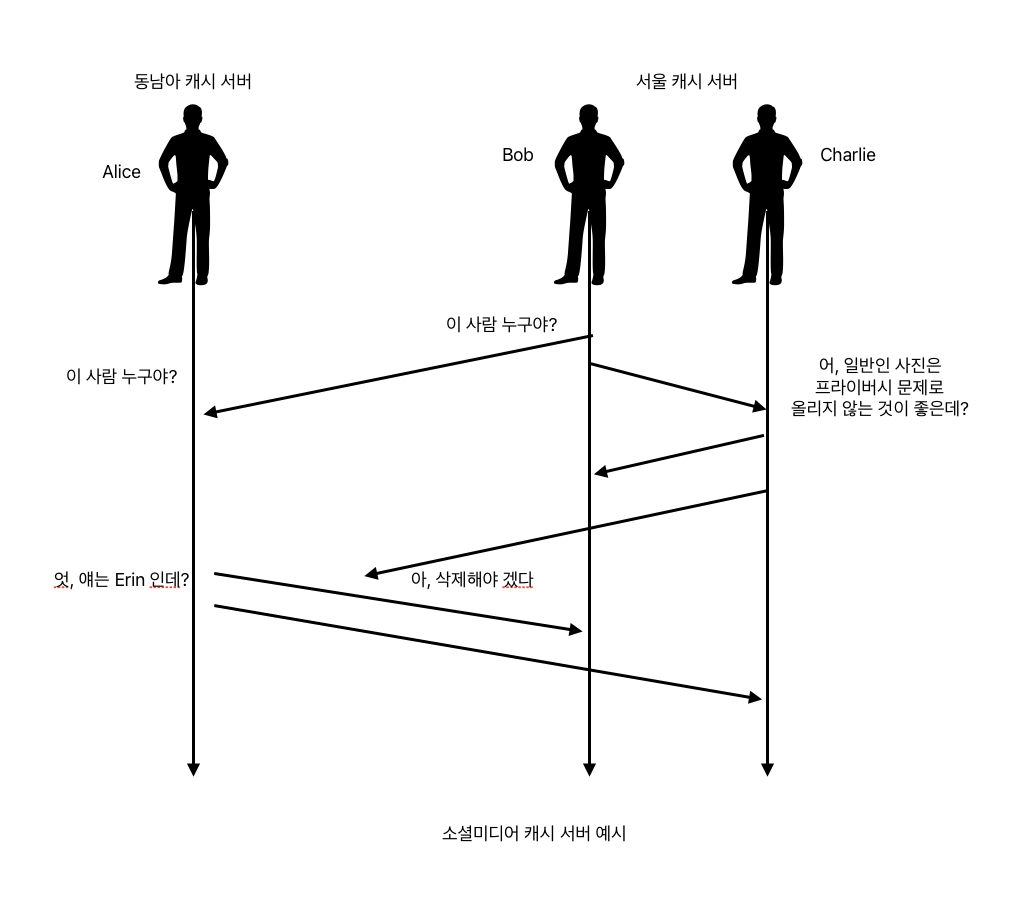 동남아 캐시 서버
서울 캐시 서버
Alice
Bob
Charlie
이 사람 누구야?
이 사람 누구야?
어, 일반인 사진은
프라이버시 문제로
올리지 않는 것이 좋은데?
엇, 얘는 Erin 인데?
아, 삭제해야 겠다
소셜미디어 캐시 서버 예시